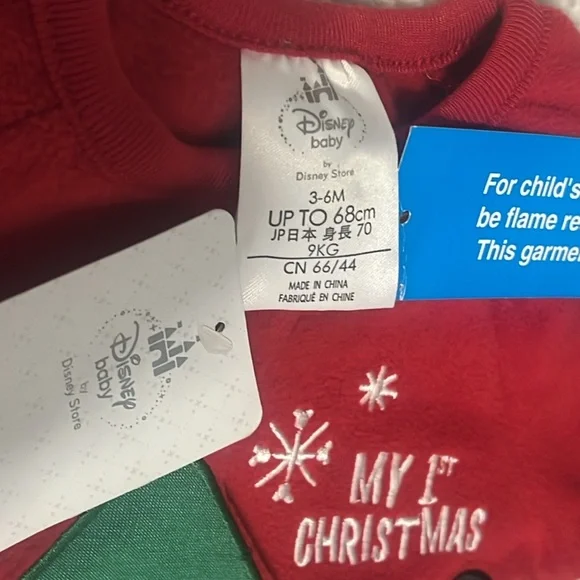 Disney
baby
by
Disney Store
3-6M
UP TO 68cm
JP日本 身長 70
9KG
CN 66/44
MADE IN CHINA
FABRIQUÉ EN CHINE
For child's
be flame re
This garme
Disney
baby
by
Disney Store
MY 1ST
CHRISTMAS